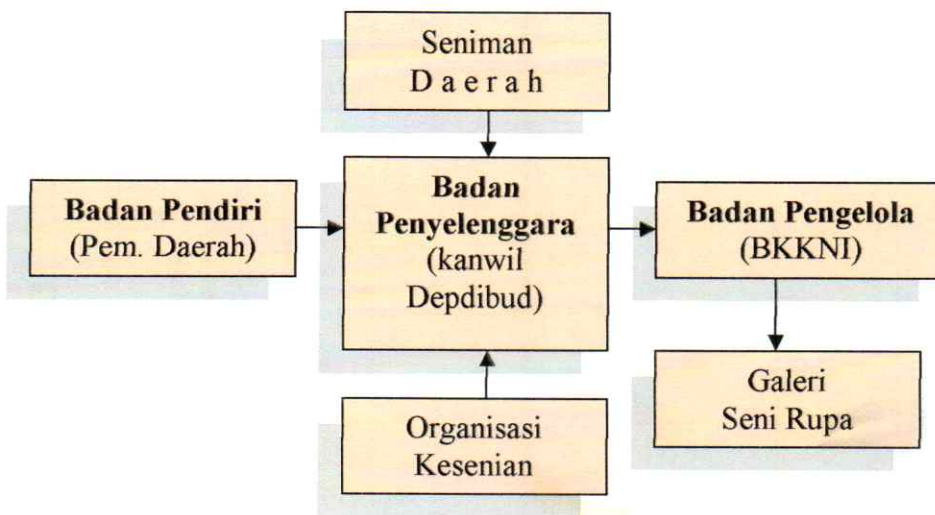 Seniman
D a e r a h
Badan Pendiri
(Pem. Daerah)
Badan
Penyelenggara
(kanwil
Depdibud)
Badan Pengelola
(BKKNI)
Galeri
Seni Rupa
Organisasi
Kesenian